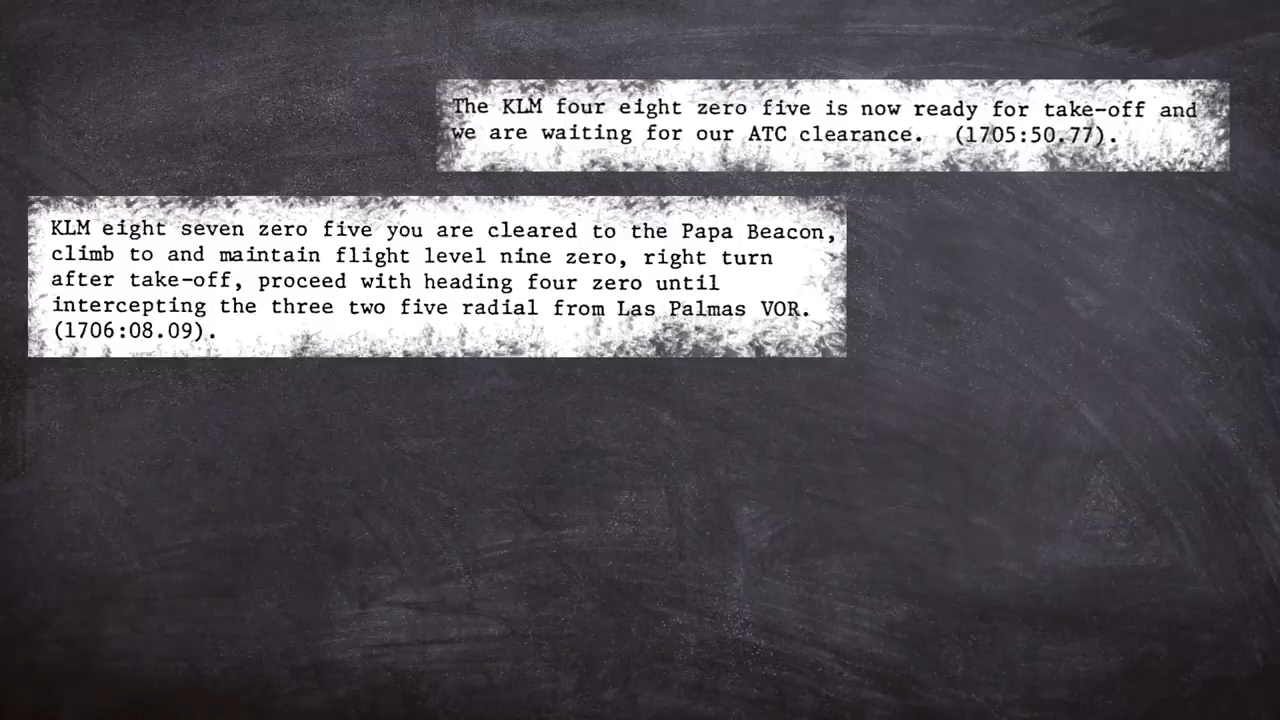 The KLM four eight zero five is now ready for take-off and
we are waiting for our ATC clearance. (1705:50.77).
KLM eight seven zero five you are cleared to the Papa Beacon,
climb to and maintain flight level nine zero, right turn
after take-off, proceed with heading four zero until
intercepting the three two five radial from Las Palmas VOR.
(1706:08.09).